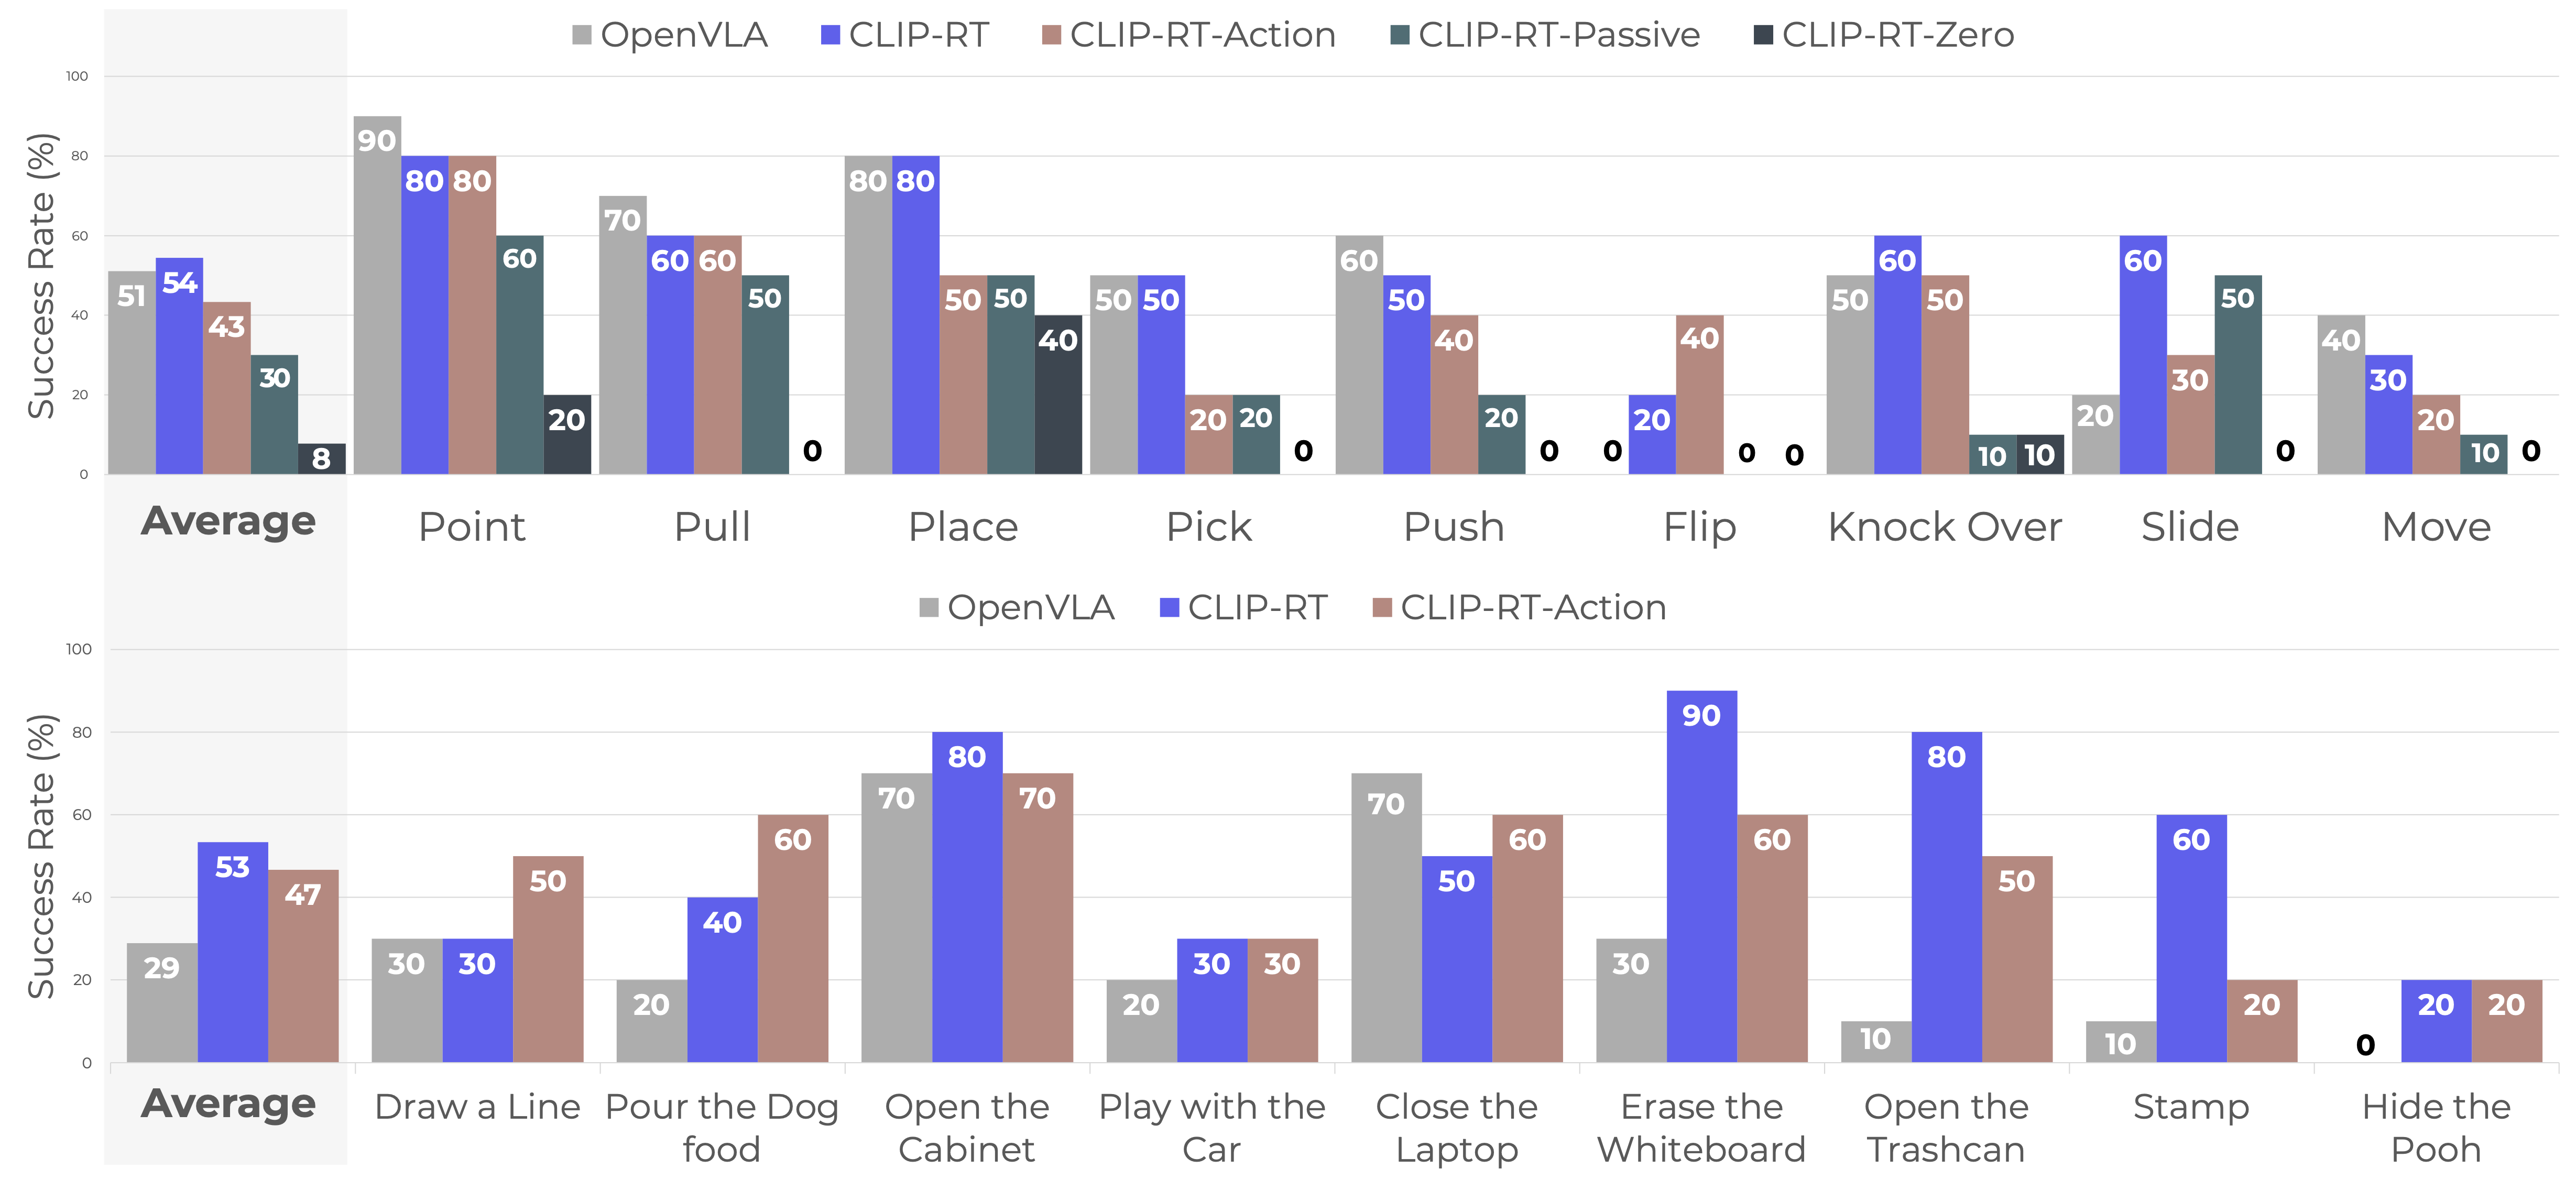 OpenVLA CLIP-RT CLIP-RT-Action CLIP-RT-Passive CLIP-RT-Zero
Success Rate (%)
100
80
60
40
20
0
51 54 43 30 8
90 80 80 60 20
70 60 60 50 0
80 80 50 50 40
50 50 20 20 0
60 50 40 20 0
0 20 40 0 0
50 60 50 10 10
20 60 30 50 0
40 30 20 10 0
Average Point Pull Place Pick Push Flip Knock Over Slide Move
OpenVLA CLIP-RT CLIP-RT-Action
Success Rate (%)
100
80
60
40
20
0
29 53 47
30 30 50
20 40 60
70 80 70
20 30 30
70 50 60
30 90 60
10 80 50
10 60 20
0 20 20
Average
Draw a Line
Pour the Dog
food
Open the
Cabinet
Play with the
Car
Close the
Laptop
Erase the
Whiteboard
Open the
Trashcan
Stamp
Hide the
Pooh